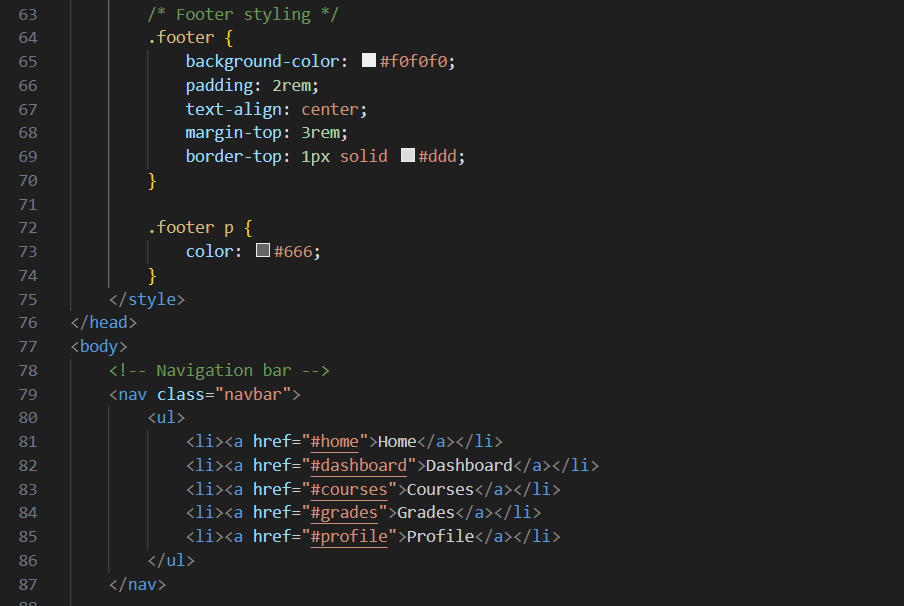 63 /* Footer styling */
64 .footer {
65 background-color: #f0f0f0;
66 padding: 2rem;
67 text-align: center;
68 margin-top: 3rem;
69 border-top: 1px solid #ddd;
70 }
71
72 .footer p {
73 color: #666;
74 }
75 </style>
76 </head>
77 <body>
78 <!-- Navigation bar -->
79 <nav class="navbar">
80 <ul>
81 <li><a href="#home">Home</a></li>
82 <li><a href="#dashboard">Dashboard</a></li>
83 <li><a href="#courses">Courses</a></li>
84 <li><a href="#grades">Grades</a></li>
85 <li><a href="#profile">Profile</a></li>
86 </ul>
87 </nav>